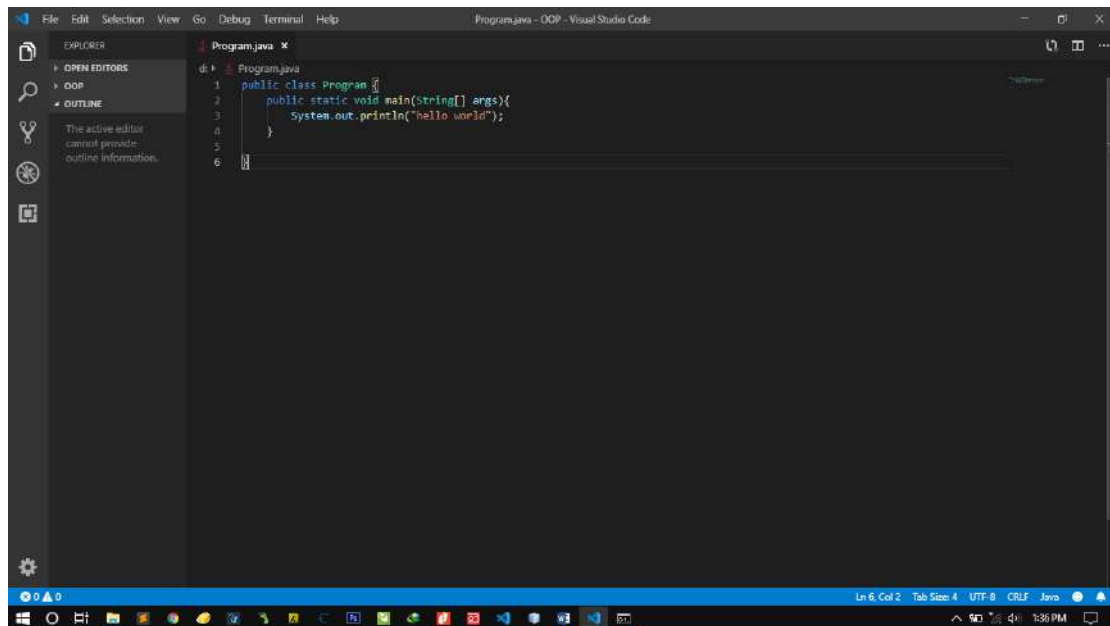 File Edit Selection View Go Debug Terminal Help
Program.java - OOP - Visual Studio Code
EXPLORER
OPEN EDITORS
OOP
OUTLINE
The active editor
cannot provide
outline information.
Program.java
d: Program.java
1 public class Program {
2 public static void main(String[] args){
3 System.out.println("hello world");
4 }
5
6 }
0 0
Ln 6, Col 2 Tab Size: 4 UTF-8 CRLF Java
1:36 PM